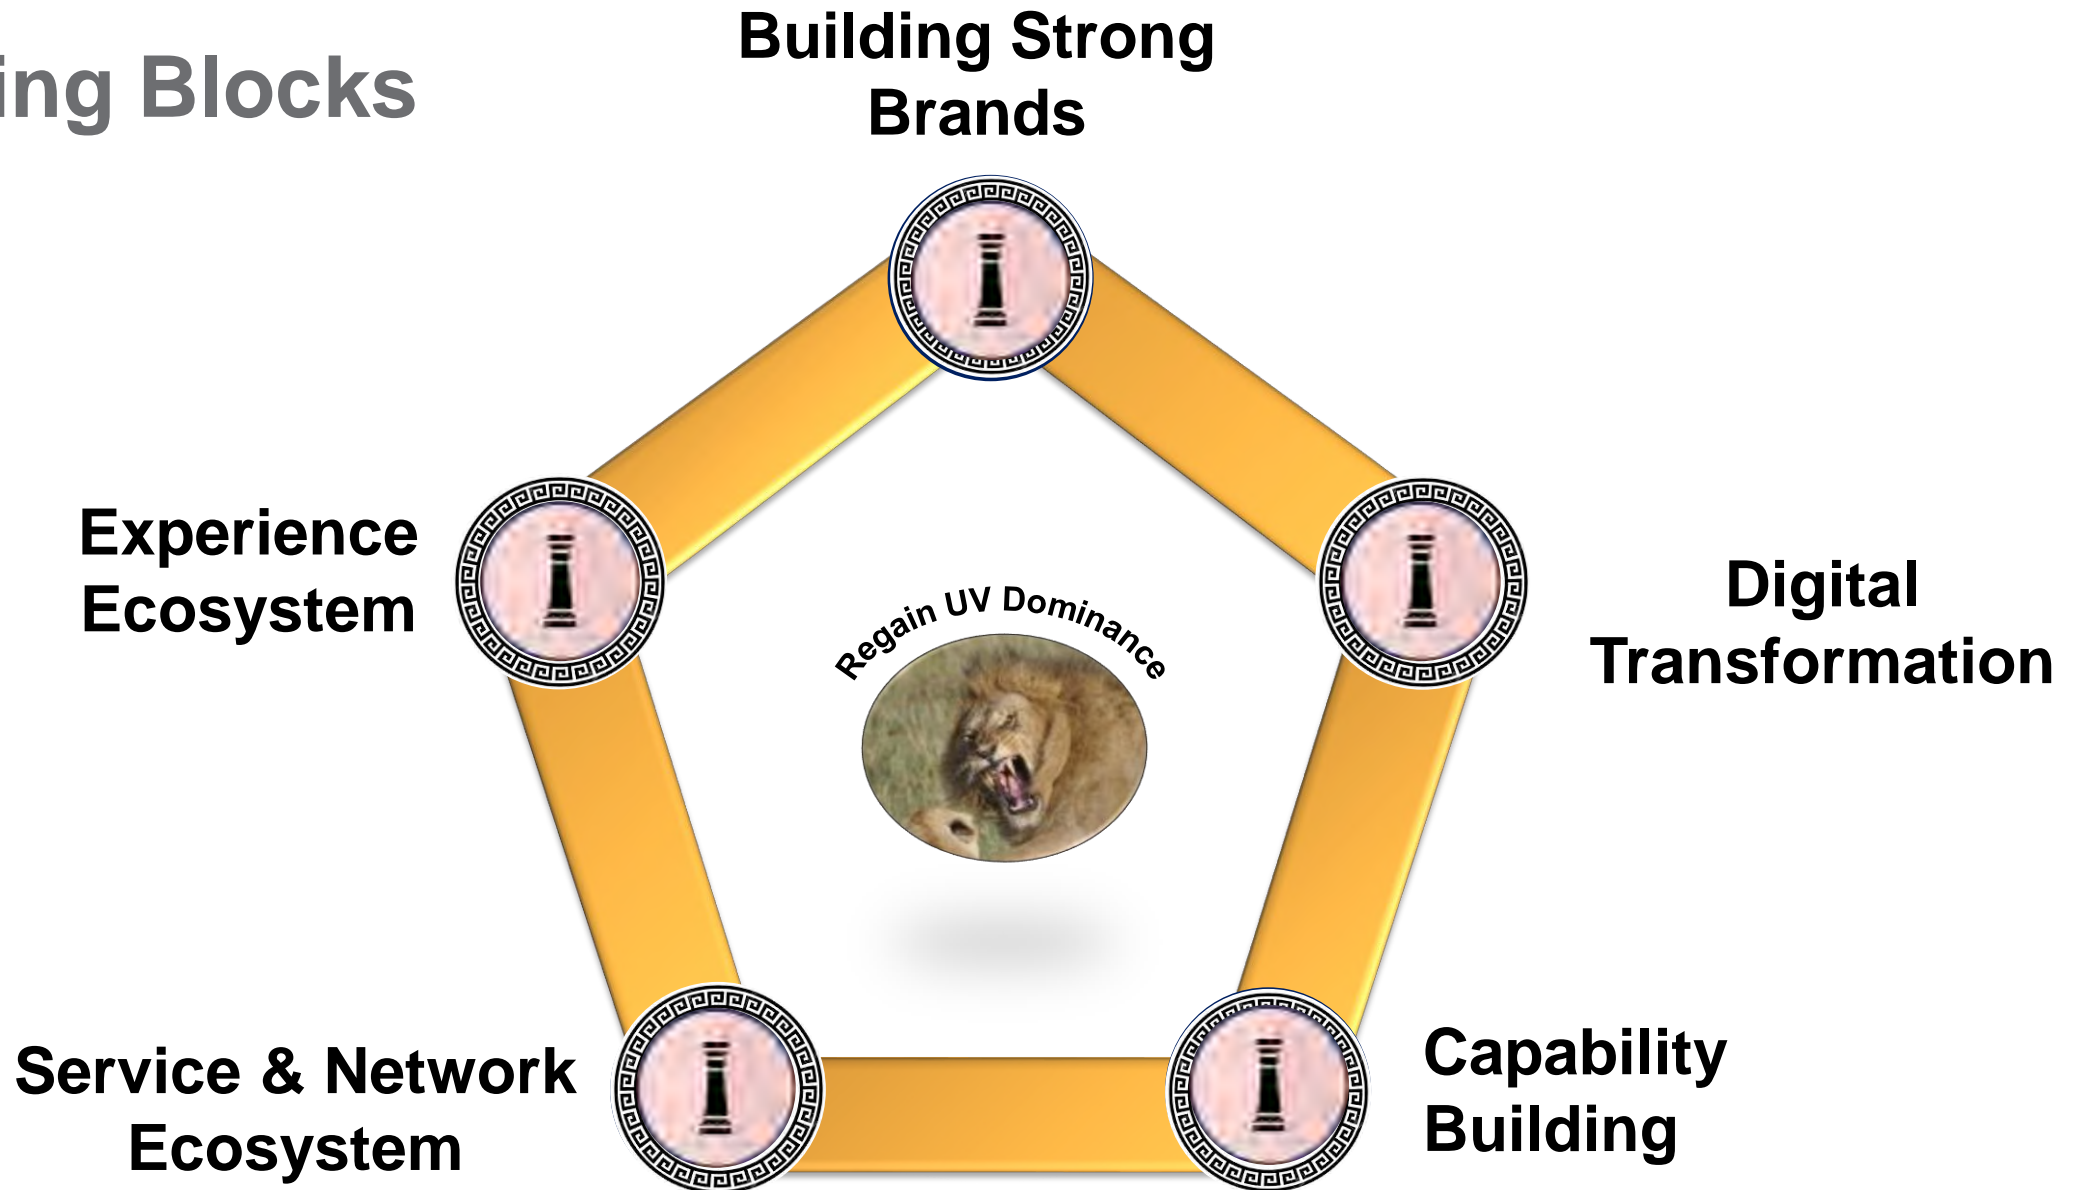 ing Blocks
Building Strong
Brands
Experience
Ecosystem
Regain UV Dominance
Digital
Transformation
Service & Network
Ecosystem
Capability
Building